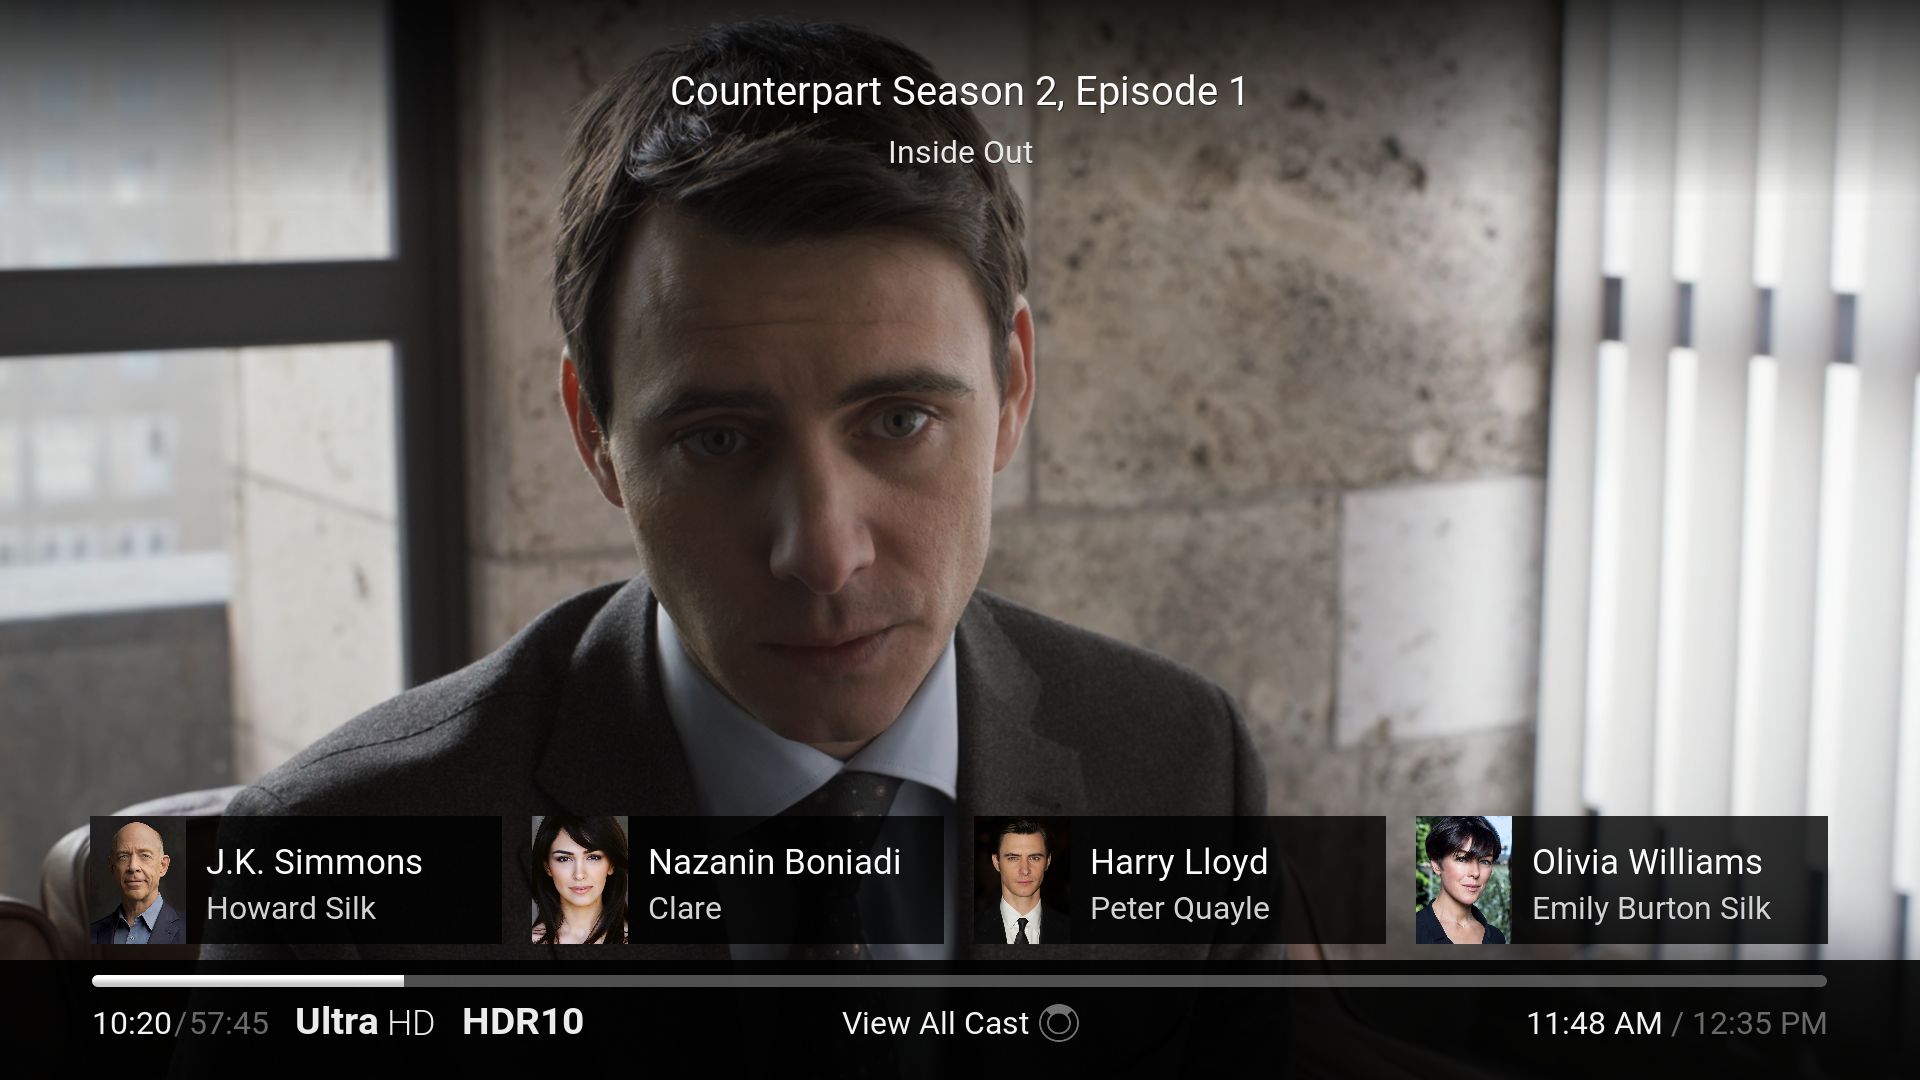 Counterpart Season 2, Episode 1
Inside Out
J.K. Simmons
Howard Silk
Nazanin Boniadi
Clare
Harry Lloyd
Peter Quayle
Olivia Williams
Emily Burton Silk
10:20/57:45 Ultra HD HDR10 View All Cast 11:48 AM / 12:35 PM